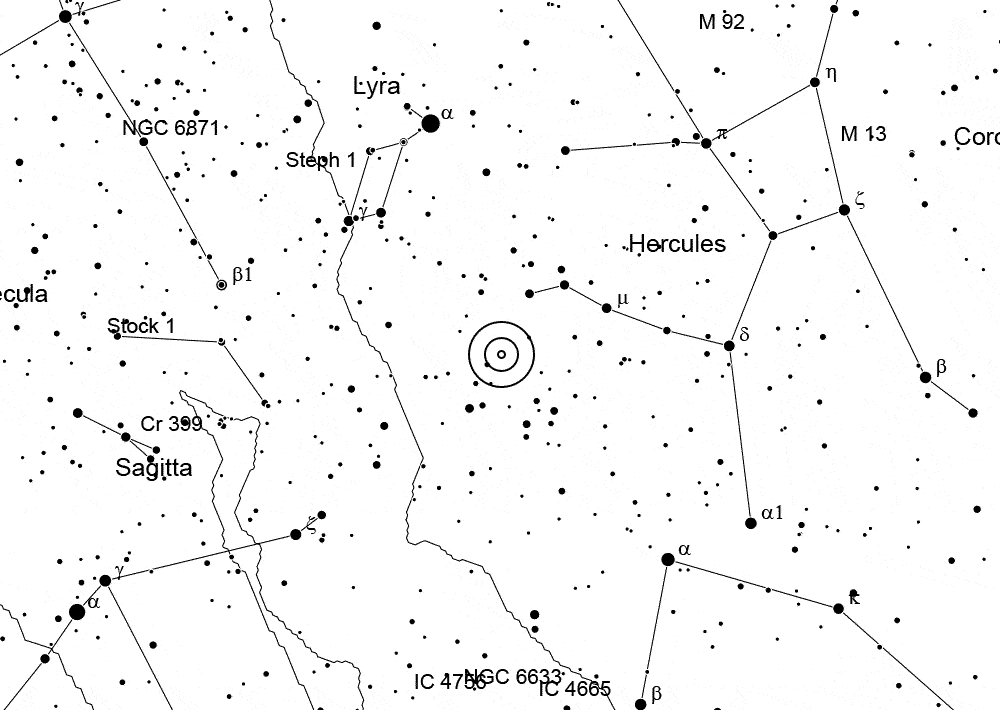 γ
M 92
η
Lyra
α
NGC 6871
π
M 13
Coro
Steph 1
γ
ζ
Hercules
β1
ecula
μ
Stock 1
δ
β
Cr 399
Sagitta
ζ
α1
α
γ
α
κ
IC 4756
NGC 6633
IC 4665
β